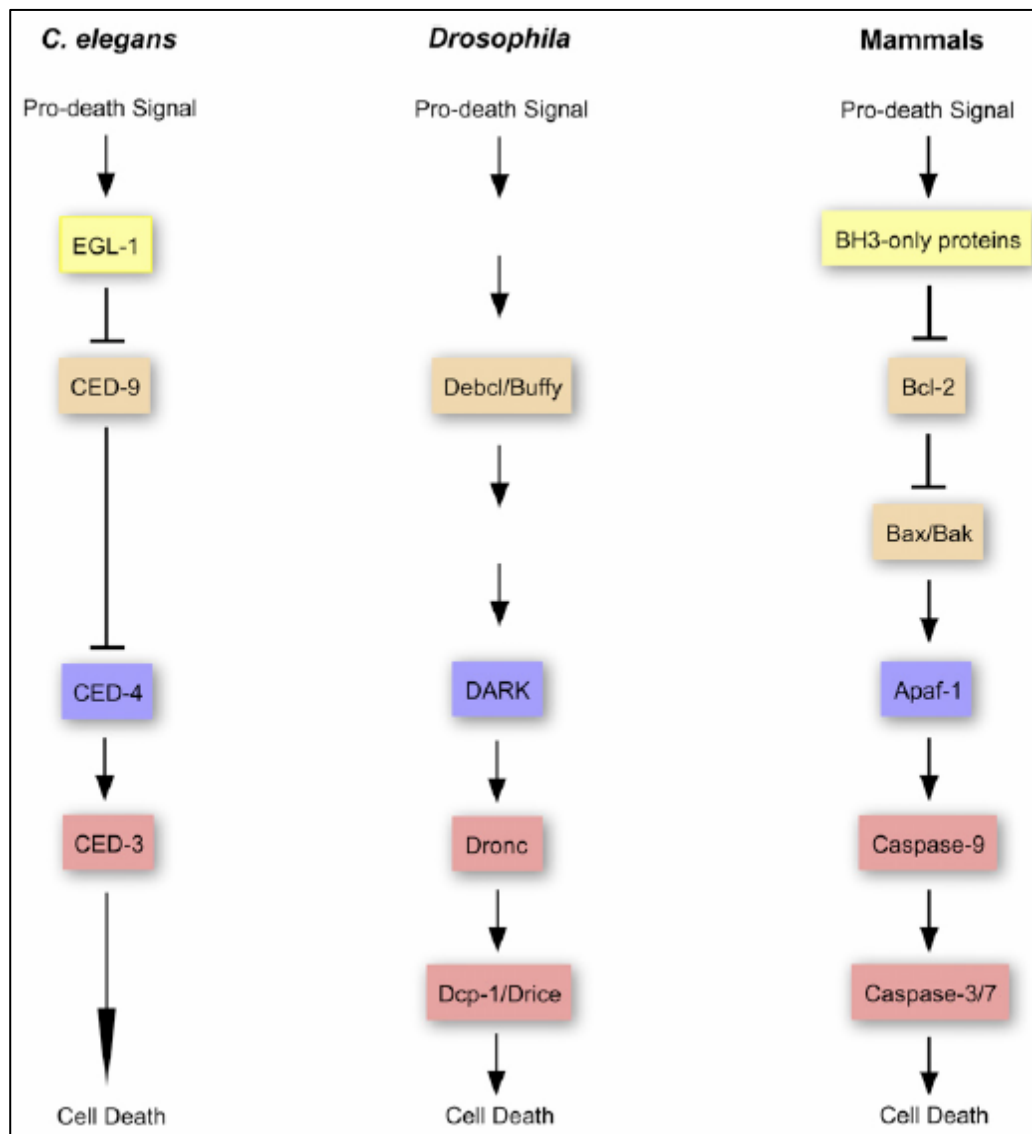 C. elegans
Pro-death Signal
EGL-1
CED-9
CED-4
CED-3
Cell Death
Drosophila
Pro-death Signal
Debcl/Buffy
DARK
Dronc
Dcp-1/Drice
Cell Death
Mammals
Pro-death Signal
BH3-only proteins
Bcl-2
Bax/Bak
Apaf-1
Caspase-9
Caspase-3/7
Cell Death